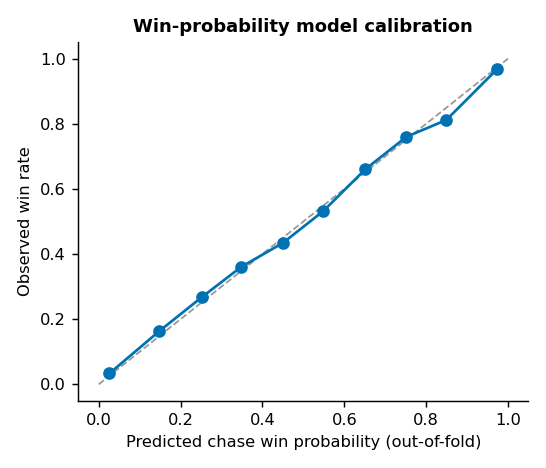 Win-probability model calibration
1.0
0.8
0.6
0.4
0.2
0.0
Observed win rate
0.0 0.2 0.4 0.6 0.8 1.0
Predicted chase win probability (out-of-fold)